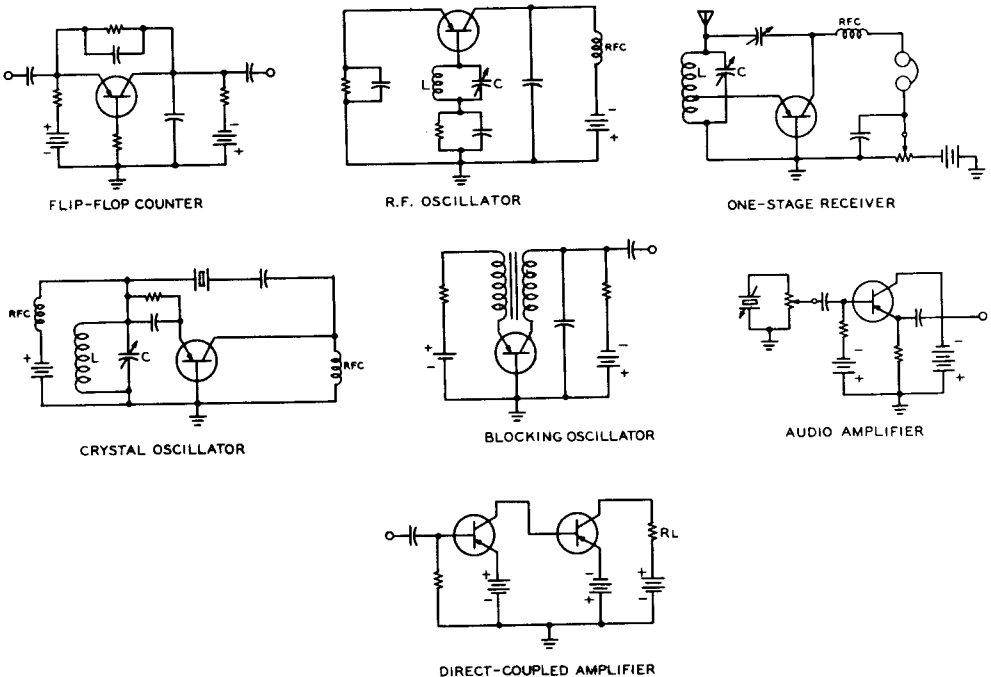 +
-
-
+
FLIP-FLOP COUNTER
L
C
RFC
-
+
R.F. OSCILLATOR
L
C
RFC
ONE-STAGE RECEIVER
RFC
+
L
C
RFC
CRYSTAL OSCILLATOR
+
-
-
+
BLOCKING OSCILLATOR
-
+
-
+
AUDIO AMPLIFIER
+
-
-
+
RL
+
-
DIRECT-COUPLED AMPLIFIER